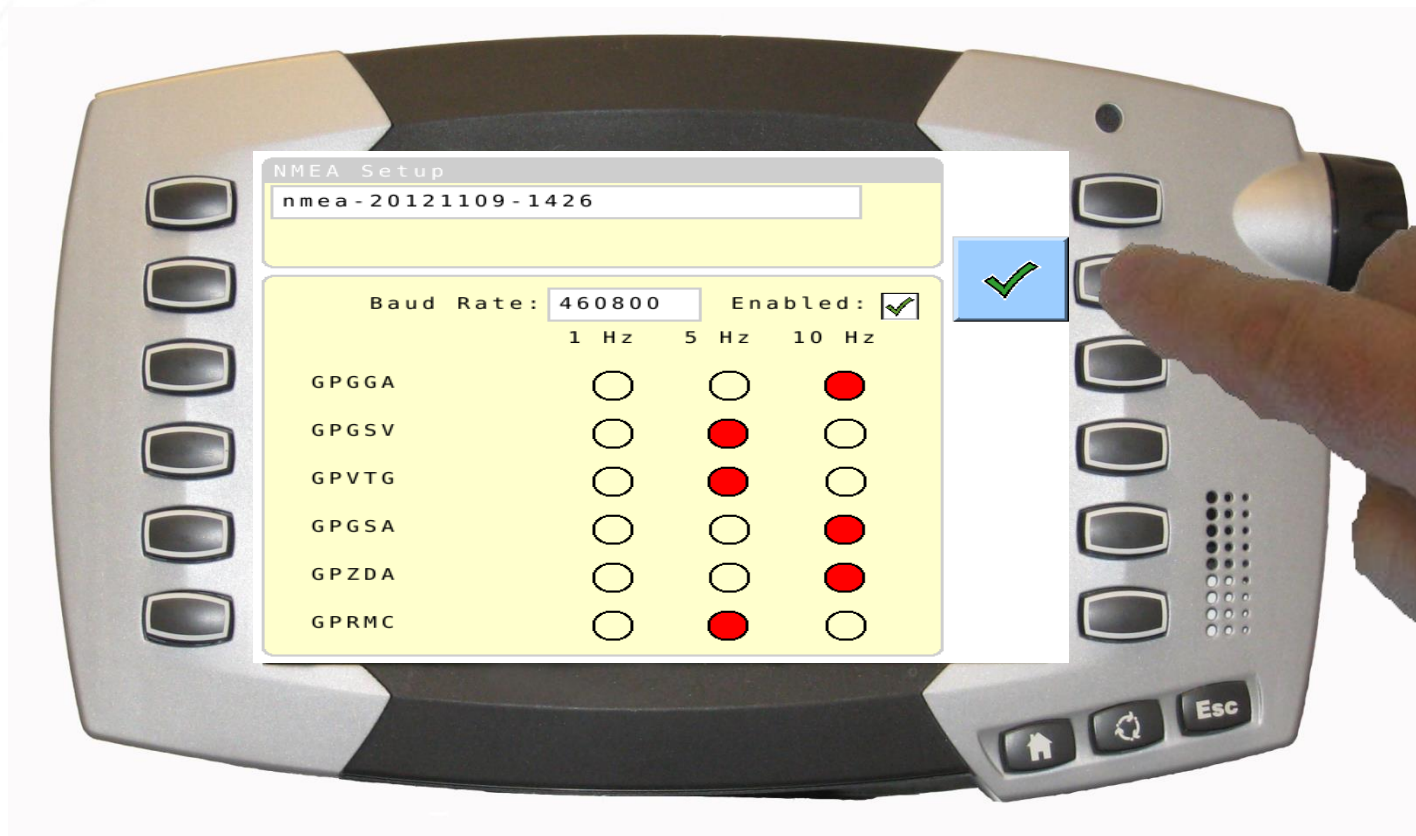 NMEA Setup
nmea-20121109-1426
Baud Rate: 460800 Enabled:
1 Hz 5 Hz 10 Hz
GPGGA
GPGSV
GPVTG
GPGSA
GPZDA
GPRMC
Esc